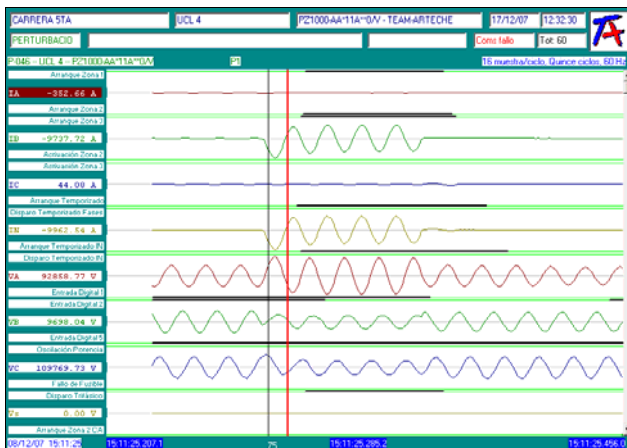 CARRERA 5TA
UCL 4
PZ1000-AA*11A**0/V - TEAM-ARTECHE
17/12/07
12:32:30
PERTURBACIO
Coms fallo
Tot: 60
TA
P-046 - UCL 4 - PZ1000-AA*11A**0/V
P1
16 muestra/ciclo, Quince ciclos, 60 Hz
Arranque Zona 1
IA -352.66 A
Arranque Zona 2
Arranque Zona 3
IB -9737.72 A
Activación Zona 2
Activación Zona 3
IC 44.08 A
Arranque Temporizado
Disparo Temporizado Fases
IN -9962.54 A
Arranque Temporizado IN
Disparo Temporizado IN
VA 92858.77 V
Entrada Digital 1
Entrada Digital 2
VB 9698.04 V
Entrada Digital 5
Oscilación Potencia
VC 109769.73 V
Fallo de Fusible
Disparo Trifásico
Vs 0.00 V
Arranque Zona 2 CA
08/12/07 15:11:25
15:11:25.207.1
75
15:11:25.285.2
15:11:25.456.0